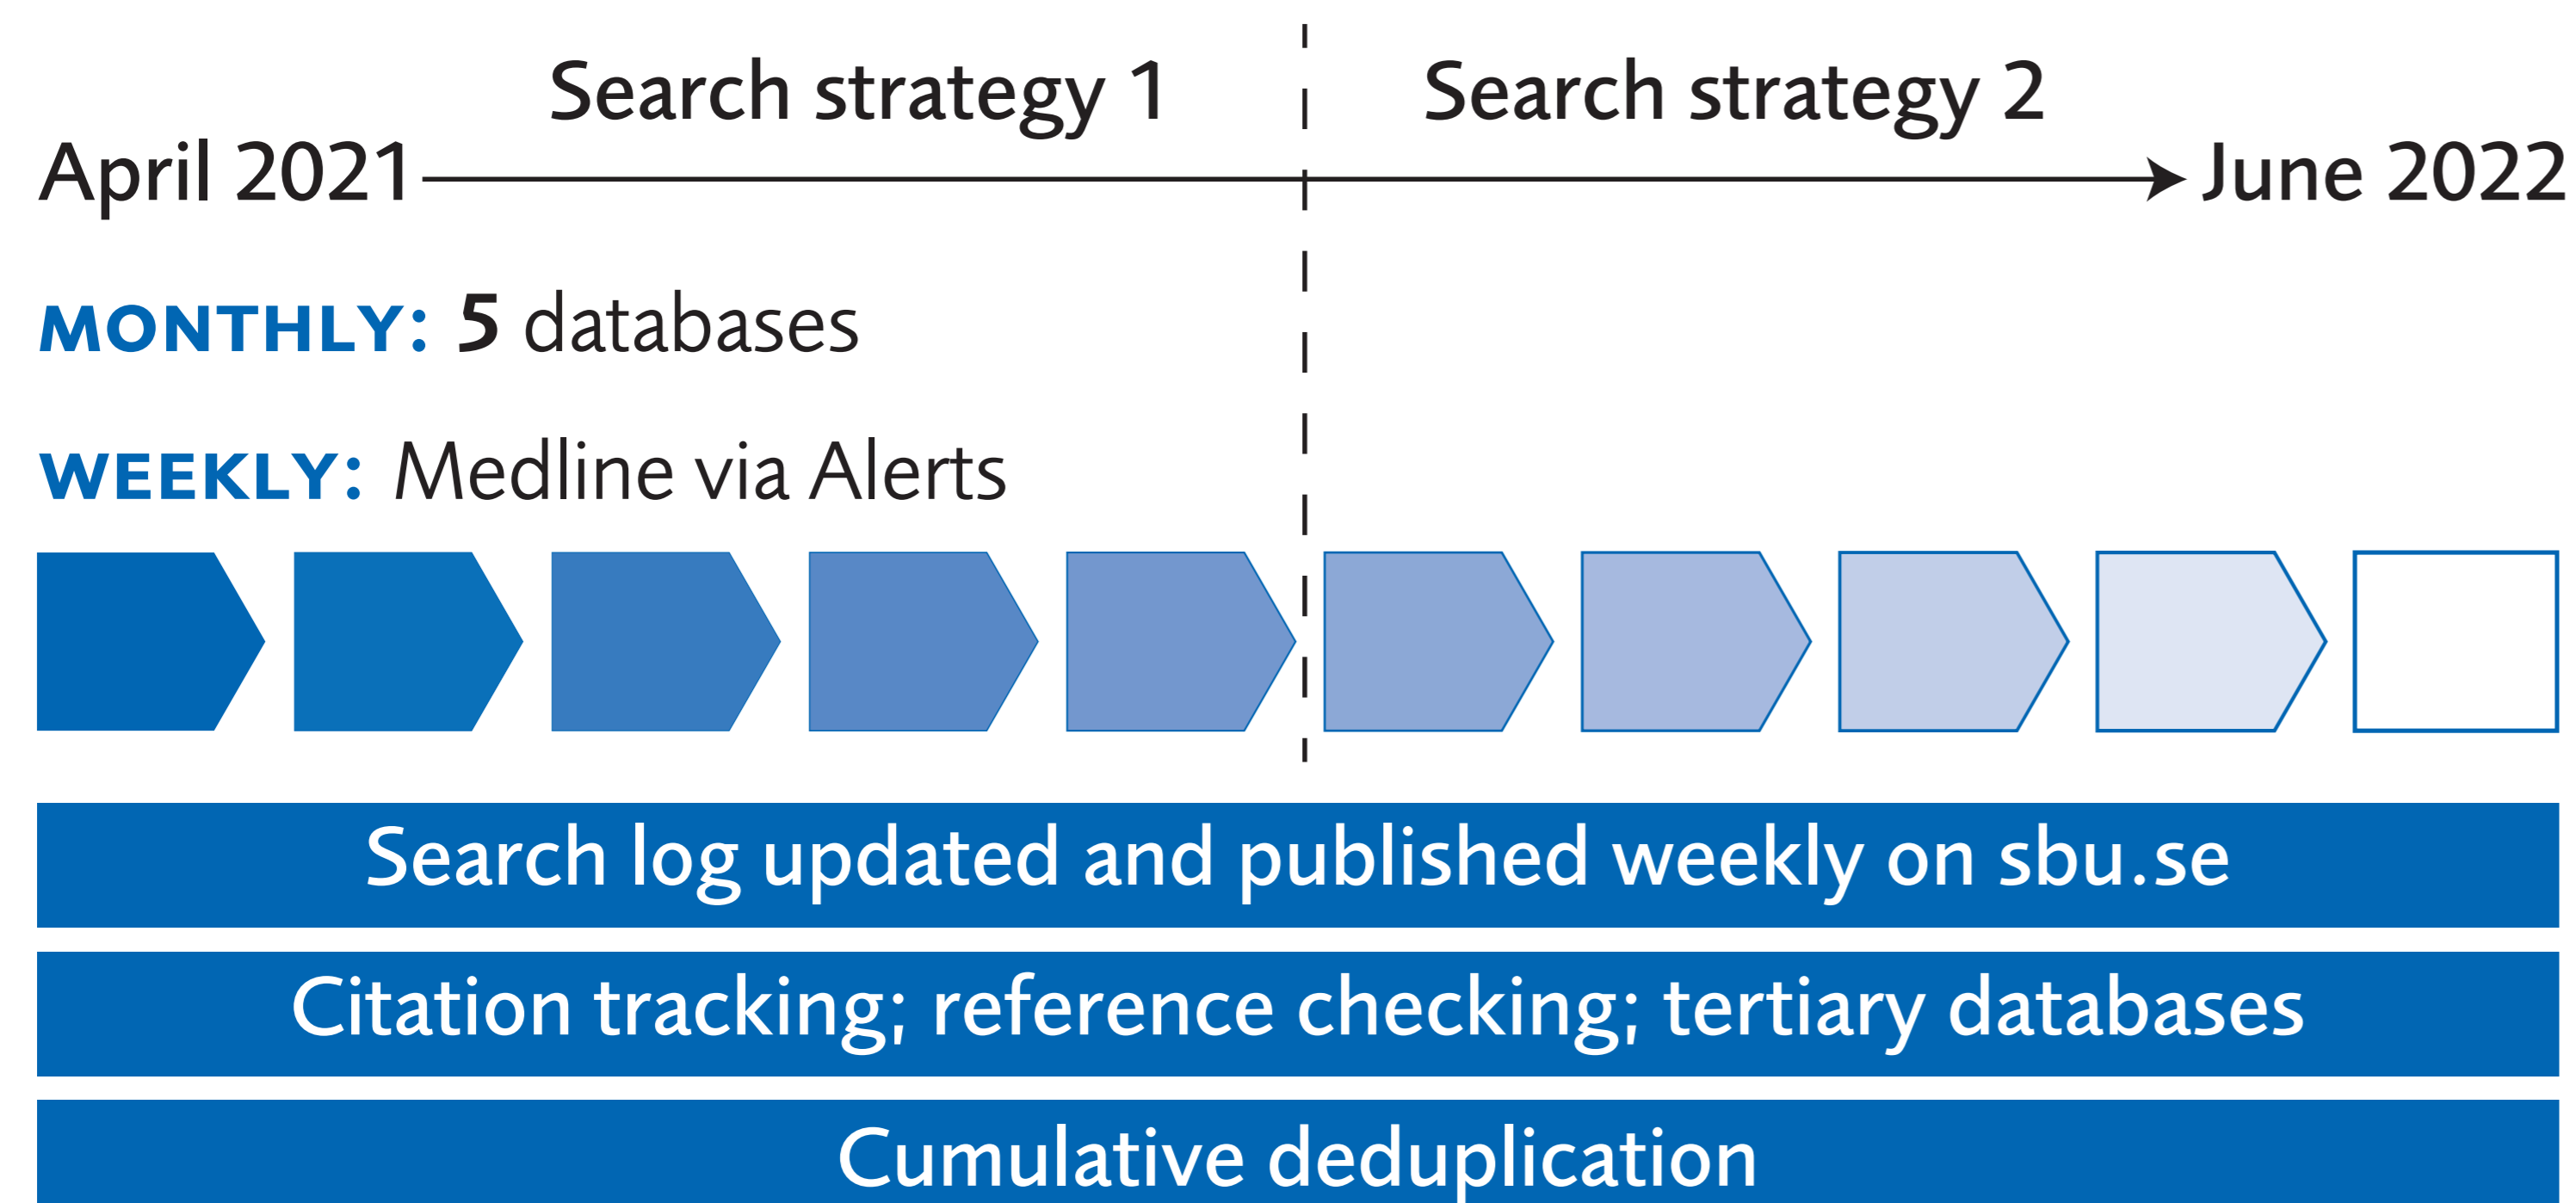 Search strategy 1
Search strategy 2
April 2021
June 2022
MONTHLY: 5 databases
WEEKLY: Medline via Alerts
Search log updated and published weekly on sbu.se
Citation tracking; reference checking; tertiary databases
Cumulative deduplication